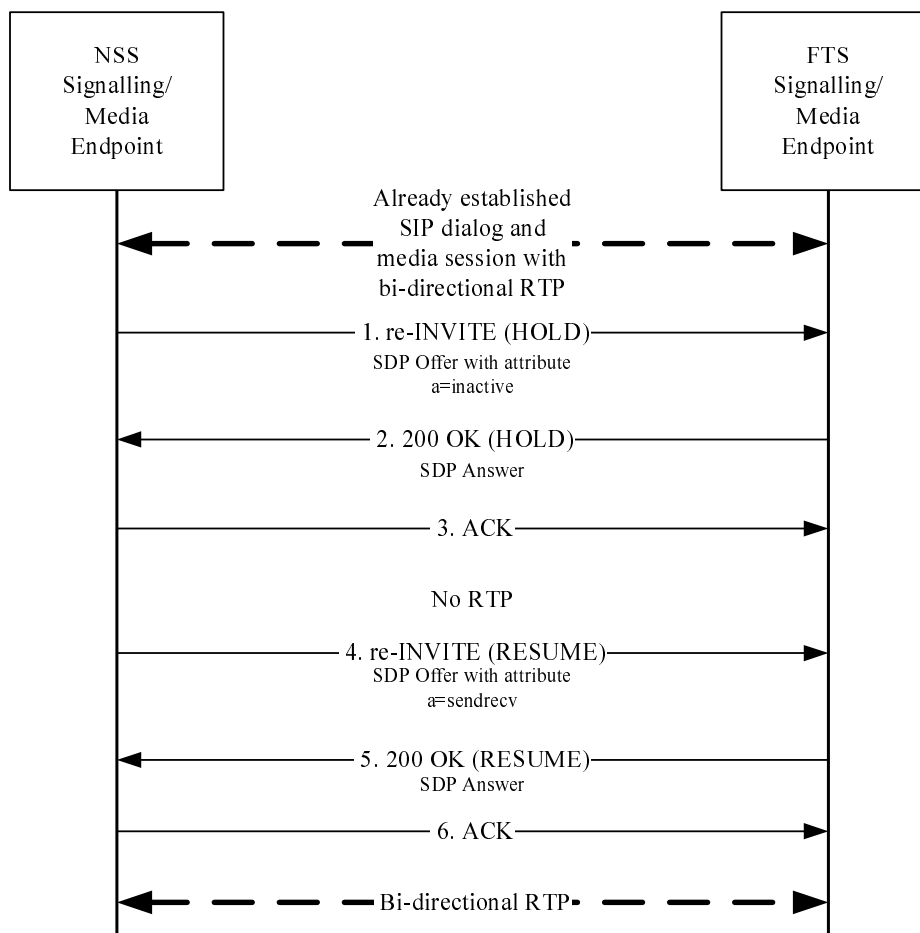 NSS
Signalling/
Media
Endpoint
FTS
Signalling/
Media
Endpoint
Already established
SIP dialog and
media session with
bi-directional RTP
1. re-INVITE (HOLD)
SDP Offer with attribute
a=inactive
2. 200 OK (HOLD)
SDP Answer
3. ACK
No RTP
4. re-INVITE (RESUME)
SDP Offer with attribute
a=sendrecv
5. 200 OK (RESUME)
SDP Answer
6. ACK
Bi-directional RTP